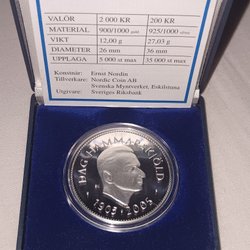 VALÖR 2 000 KR 200 KR
MATERIAL 900/1000 guld 925/1000 silver
VIKT 12,00 g 27,03 g
DIAMETER 26 mm 36 mm
UPPLAGA 5 000 st max 35 000 st max
Konstnär: Ernst Nordin
Tillverkare: Nordic Coin AB
Svenska Myntverket, Eskilstuna
Utgivare: Sveriges Riksbank
DAG HAMMARSKJÖLD
1905 · 2005